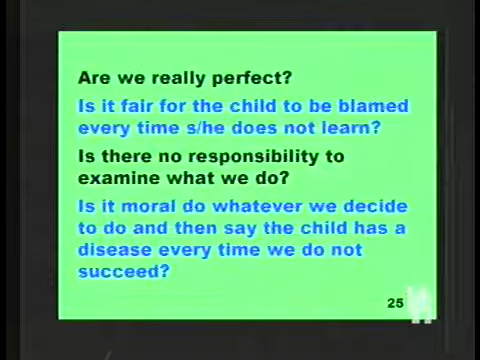 Are we really perfect?
Is it fair for the child to be blamed
every time s/he does not learn?
Is there no responsibility to
examine what we do?
Is it moral do whatever we decide
to do and then say the child has a
disease every time we do not
succeed?
25